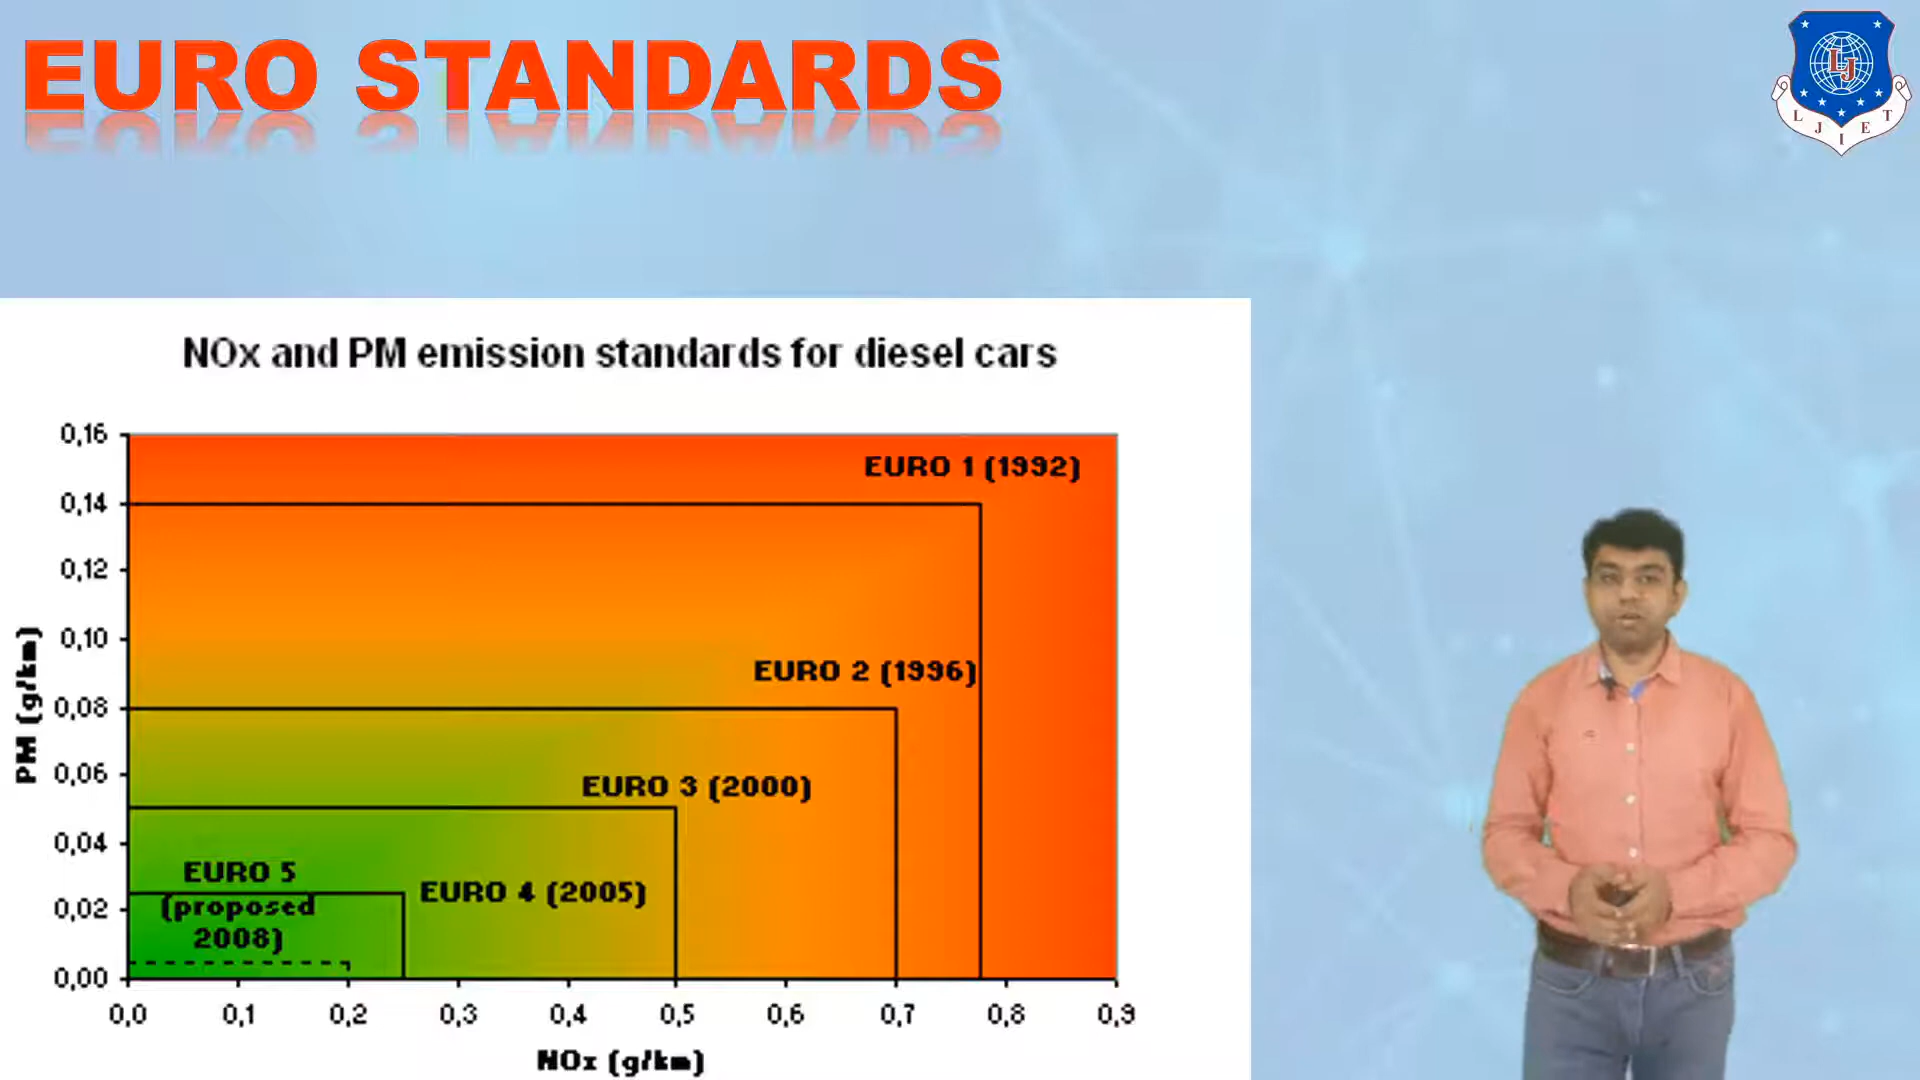 EURO STANDARDS
L J I E T
LJ
NOx and PM emission standards for diesel cars
0,16
0,14
0,12
0,10
0,08
0,06
0,04
0,02
0,00
PM (g/km)
EURO 1 (1992)
EURO 2 (1996)
EURO 3 (2000)
EURO 4 (2005)
EURO 5
(proposed
2008)
0,0 0,1 0,2 0,3 0,4 0,5 0,6 0,7 0,8 0,9
NOx (g/km)